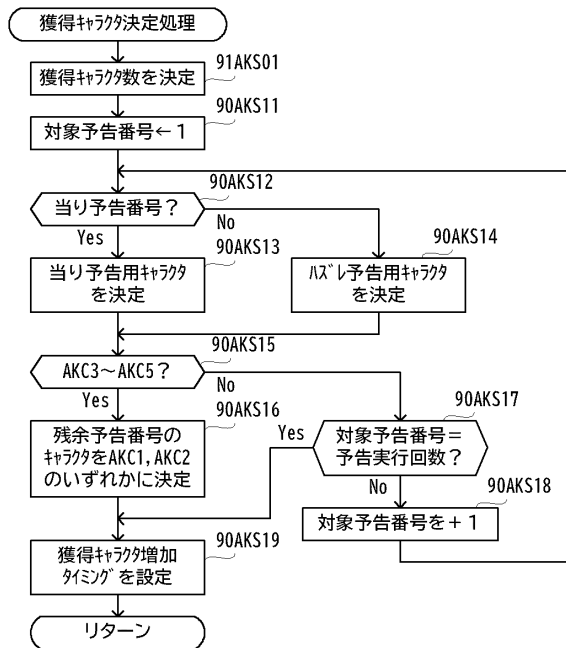 獲得ｷｬﾗｸﾀ決定処理
91AKS01
獲得ｷｬﾗｸﾀ数を決定
90AKS11
対象予告番号←１
90AKS12
当り予告番号？
Yes
No
90AKS13
当り予告用ｷｬﾗｸﾀ
を決定
90AKS14
ﾊｽﾞﾚ予告用ｷｬﾗｸﾀ
を決定
90AKS15
AKC3～AKC5？
Yes
No
90AKS16
残余予告番号の
ｷｬﾗｸﾀをAKC1,AKC2
のいずれかに決定
90AKS17
対象予告番号＝
予告実行回数？
Yes
No
90AKS18
対象予告番号を＋１
90AKS19
獲得ｷｬﾗｸﾀ増加
ﾀｲﾐﾝｸﾞを設定
リターン